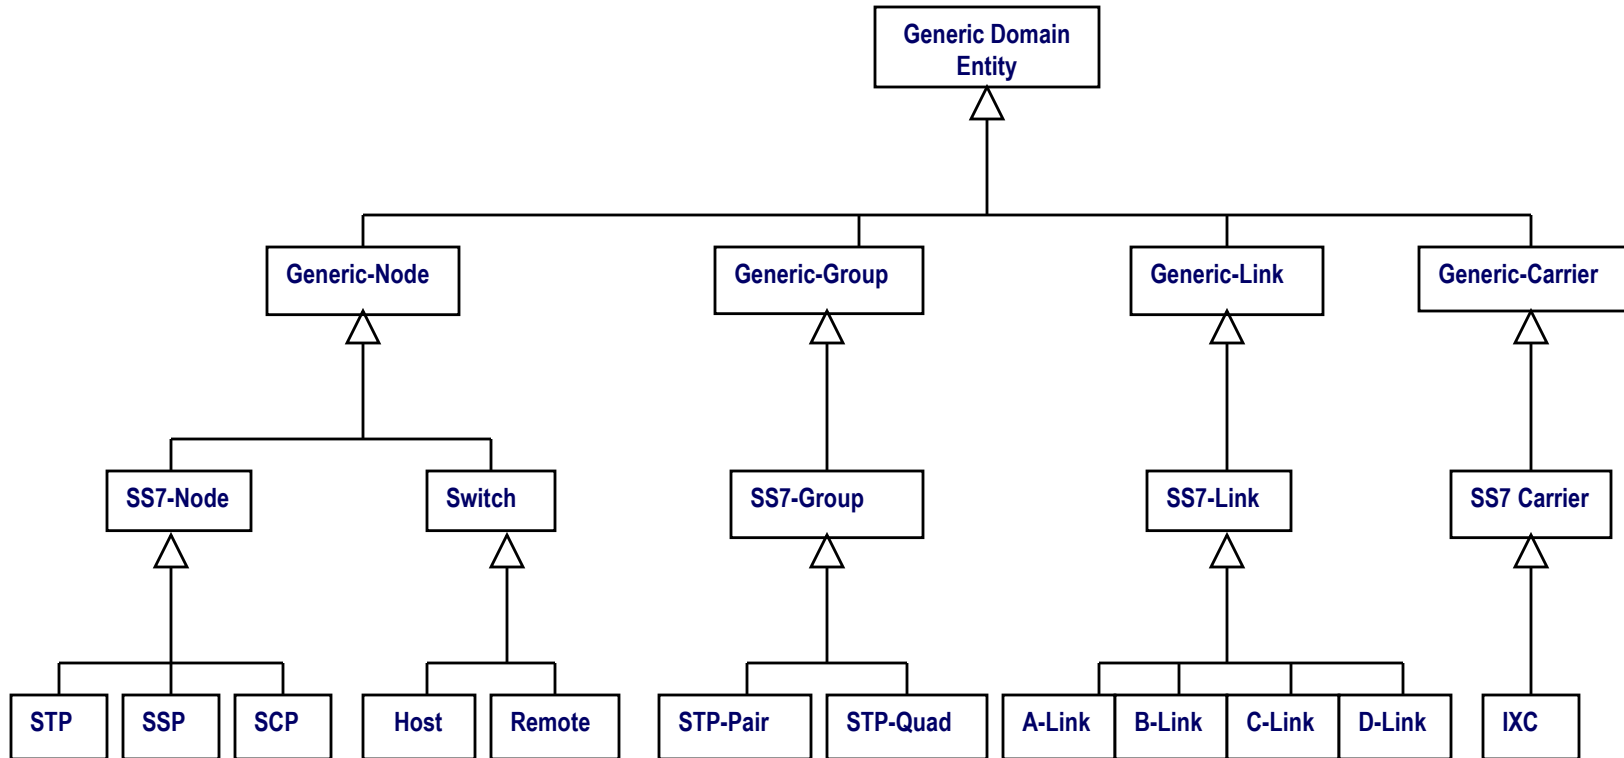 Generic Domain
Entity
Generic-Node
Generic-Group
Generic-Link
Generic-Carrier
SS7-Node
Switch
SS7-Group
SS7-Link
SS7 Carrier
STP
SSP
SCP
Host
Remote
STP-Pair
STP-Quad
A-Link
B-Link
C-Link
D-Link
IXC